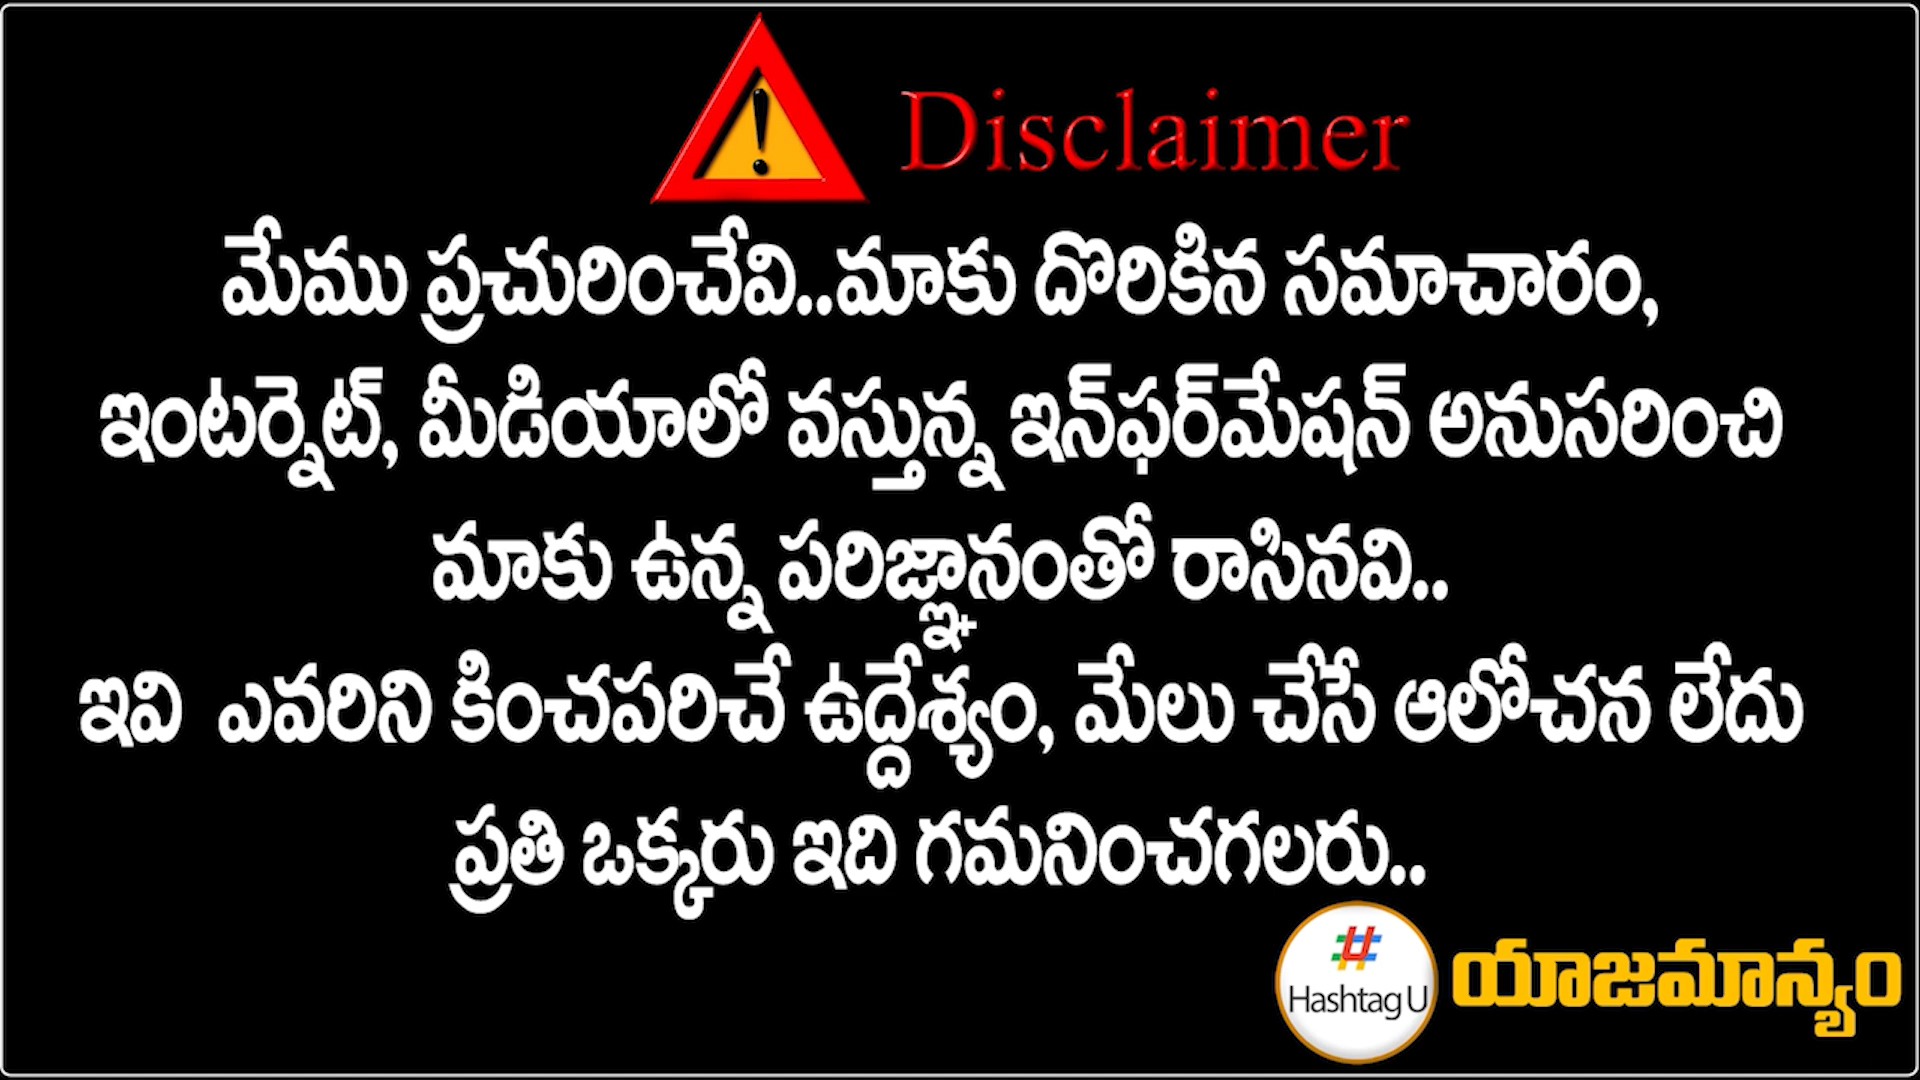 Disclaimer
మేము ప్రచురించేవి..మాకు దొరికిన సమాచారం,
ఇంటర్నెట్, మీడియాలో వస్తున్న ఇన్‌ఫర్‌మేషన్ అనుసరించి
మాకు ఉన్న పరిజ్ఞానంతో రాసినవి..
ఇవి ఎవరిని కించపరిచే ఉద్దేశ్యం, మేలు చేసే ఆలోచన లేదు
ప్రతి ఒక్కరు ఇది గమనించగలరు..
#
Hashtag U యాజమాన్యం